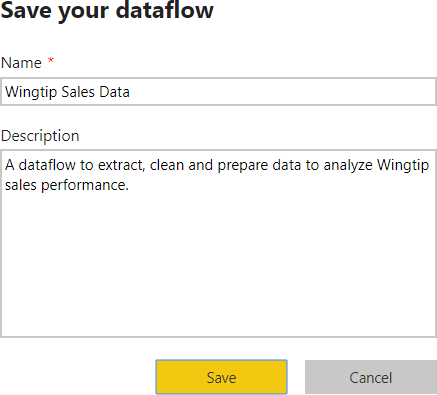 Save your dataflow
Name *
Wingtip Sales Data
Description
A dataflow to extract, clean and prepare data to analyze Wingtip
sales performance.
Save
Cancel